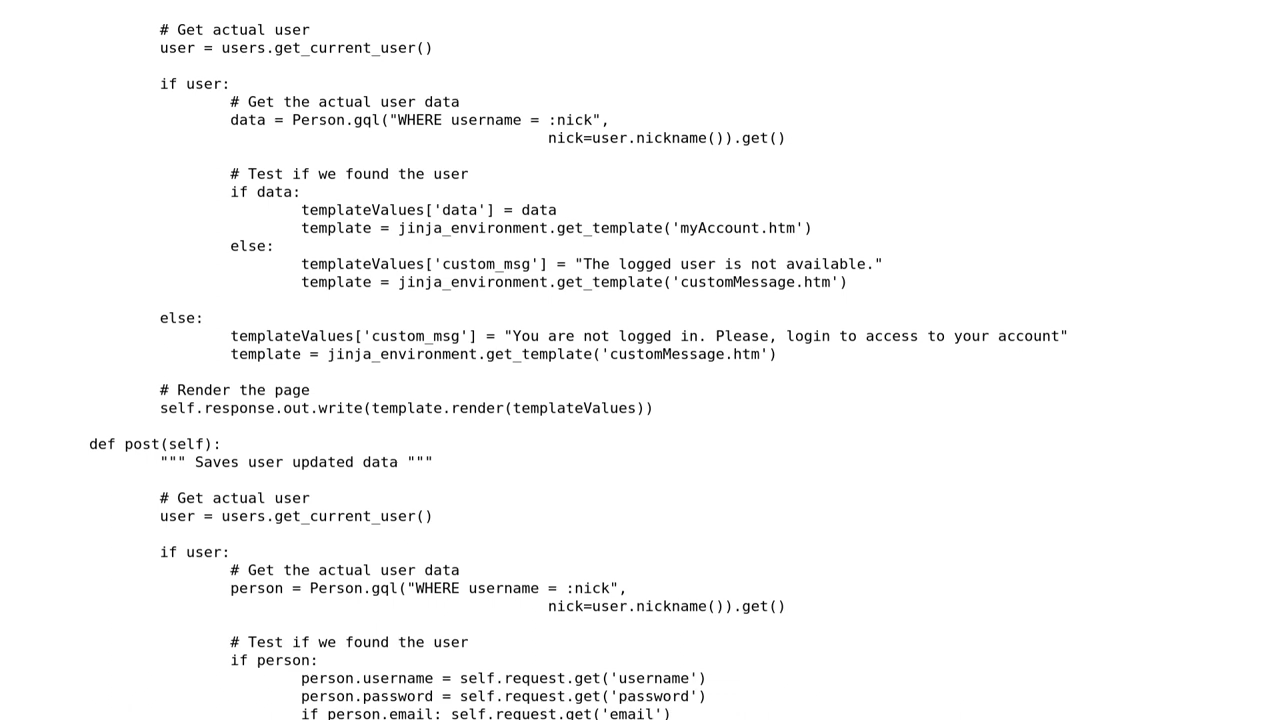 # Get actual user
user = users.get_current_user()
if user:
# Get the actual user data
data = Person.gql("WHERE username = :nick",
nick=user.nickname()).get()
# Test if we found the user
if data:
templateValues['data'] = data
template = jinja_environment.get_template('myAccount.htm')
else:
templateValues['custom_msg'] = "The logged user is not available."
template = jinja_environment.get_template('customMessage.htm')
else:
templateValues['custom_msg'] = "You are not logged in. Please, login to access to your account"
template = jinja_environment.get_template('customMessage.htm')
# Render the page
self.response.out.write(template.render(templateValues))
def post(self):
""" Saves user updated data """
# Get actual user
user = users.get_current_user()
if user:
# Get the actual user data
person = Person.gql("WHERE username = :nick",
nick=user.nickname()).get()
# Test if we found the user
if person:
person.username = self.request.get('username')
person.password = self.request.get('password')
if person.email: self.request.get('email')